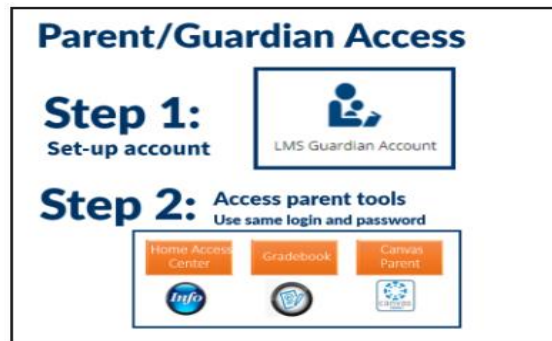 Parent/Guardian Access
Step 1:
Set-up account
LMS Guardian Account
Step 2: Access parent tools
Use same login and password
Home Access
Center
Gradebook
Canvas
Parent
Info
canvas